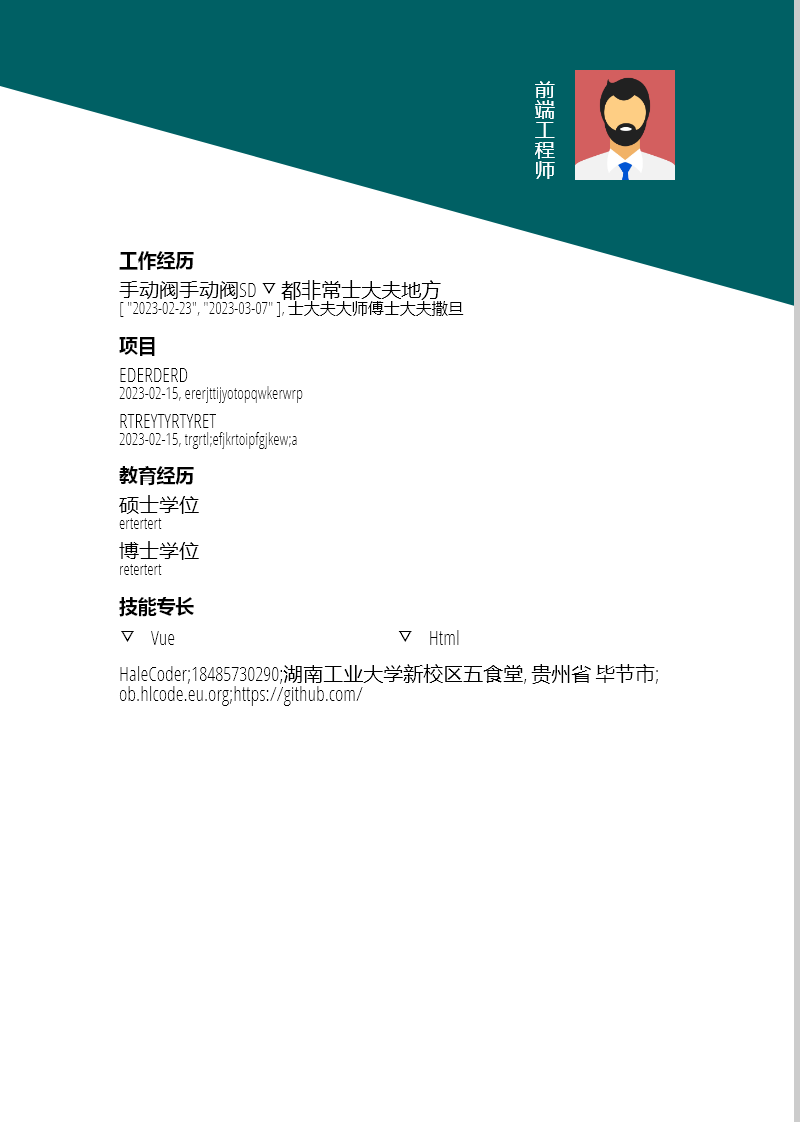 前端工程师
工作经历
手动阀手动阀SD ▽ 都非常士大夫地方
[ "2023-02-23", "2023-03-07" ], 士大夫大师傅士大夫撒旦
项目
EDERDERD
2023-02-15, ererjttijyotopqwkerwrp
RTREYTYRTYRET
2023-02-15, trgrtl;efjkrtoipfgjkew;a
教育经历
硕士学位
ertertert
博士学位
retertert
技能专长
▽ Vue ▽ Html
HaleCoder;18485730290;湖南工业大学新校区五食堂, 贵州省 毕节市;
ob.hlcode.eu.org;https://github.com/